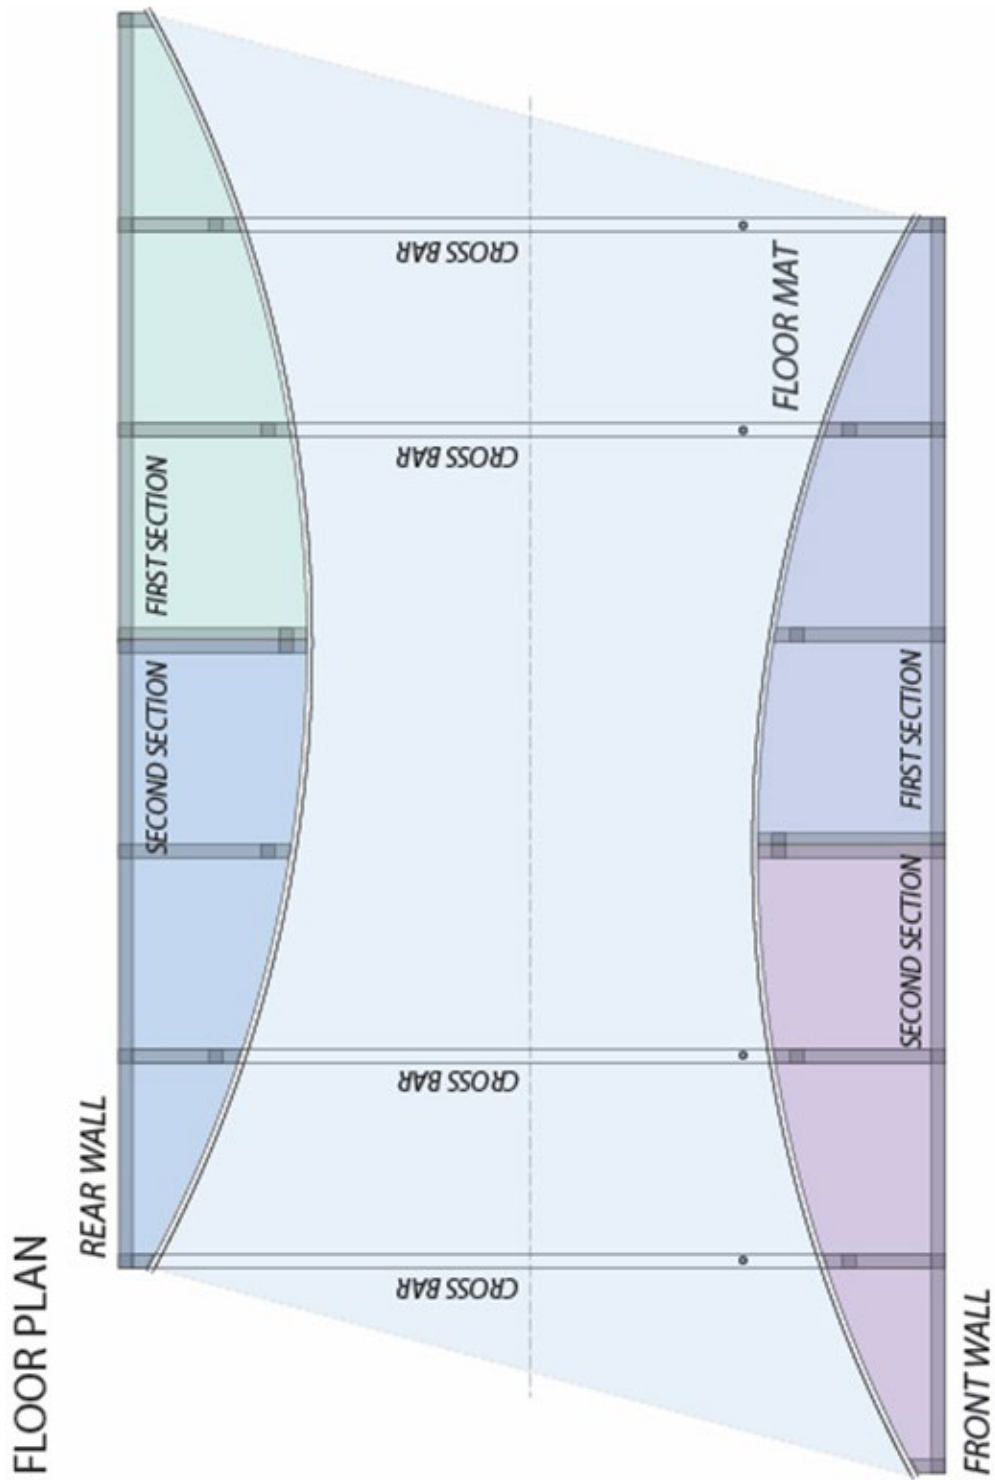 FLOOR PLAN
REAR WALL
SECOND SECTION
FIRST SECTION
CROSS BAR
CROSS BAR
CROSS BAR
CROSS BAR
FLOOR MAT
SECOND SECTION
FIRST SECTION
FRONT WALL